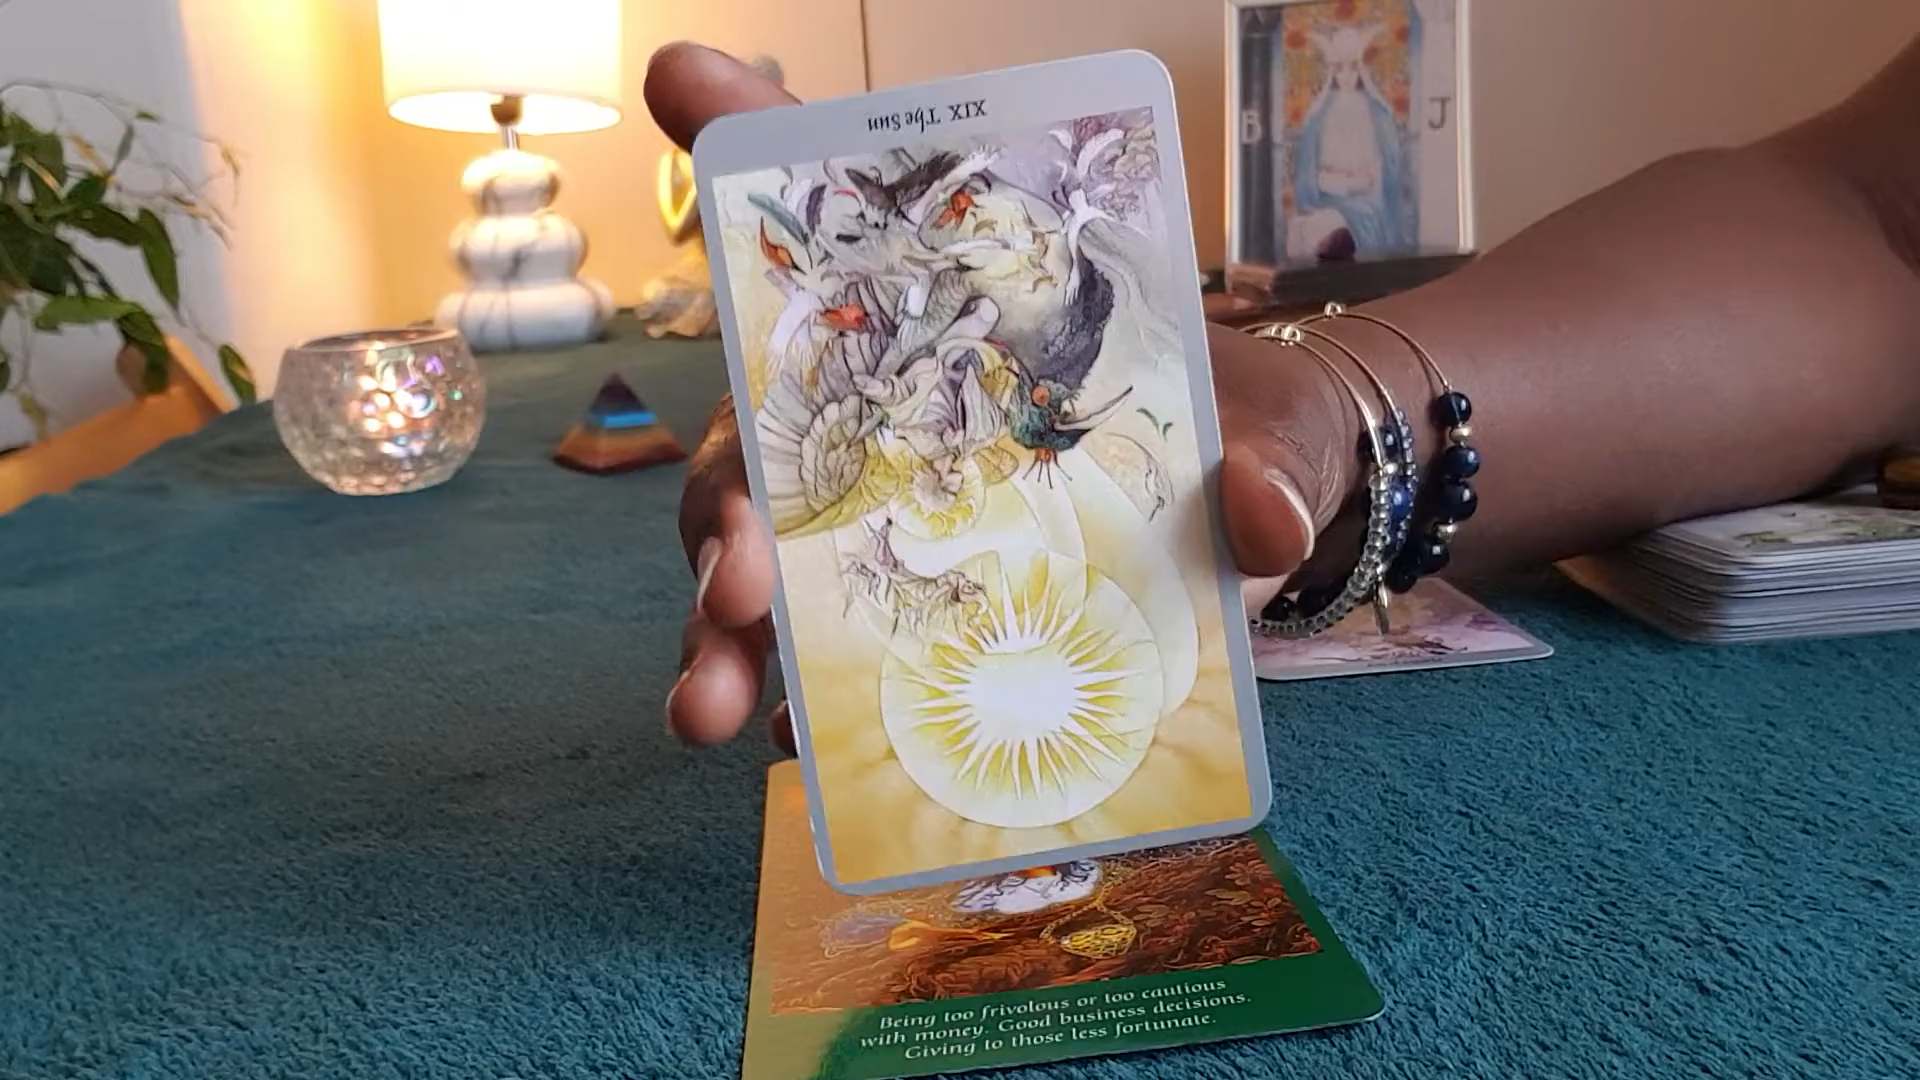 XIX The Sun
B J
Being too frivolous or too cautious
with money. Good business decisions.
Giving to those less fortunate.